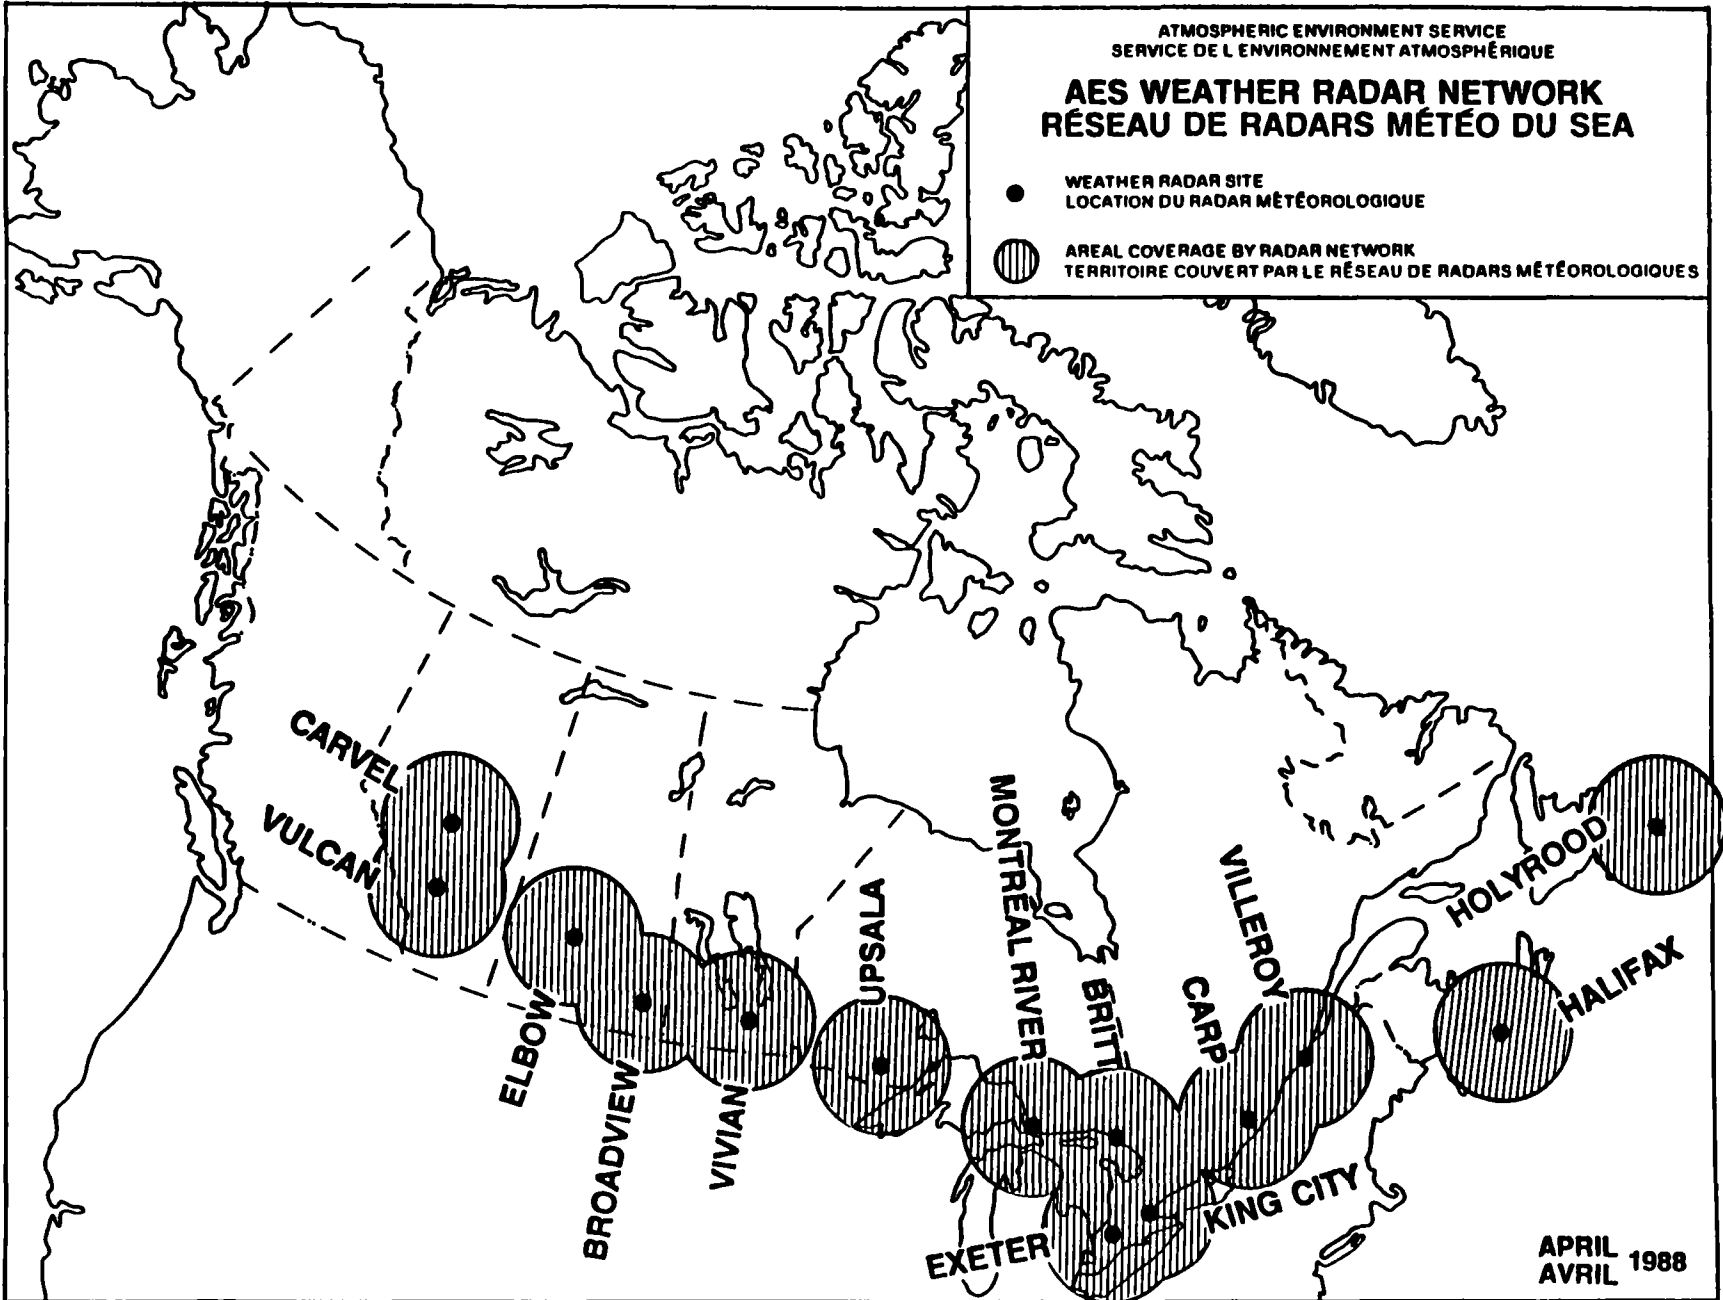 ATMOSPHERIC ENVIRONMENT SERVICE
SERVICE DE L ENVIRONNEMENT ATMOSPHÉRIQUE
AES WEATHER RADAR NETWORK
RÉSEAU DE RADARS MÉTÉO DU SEA
WEATHER RADAR SITE
LOCATION DU RADAR MÉTÉOROLOGIQUE
AREAL COVERAGE BY RADAR NETWORK
TERRITOIRE COUVERT PAR LE RÉSEAU DE RADARS MÉTÉOROLOGIQUES
CARVEL
VULCAN
ELBOW
BROADVIEW
VIVIAN
UPSALA
MONTRÉAL RIVER
BRITT
CARP
VILLEROY
HOLYROOD
HALIFAX
KING CITY
EXETER
APRIL
AVRIL
1988